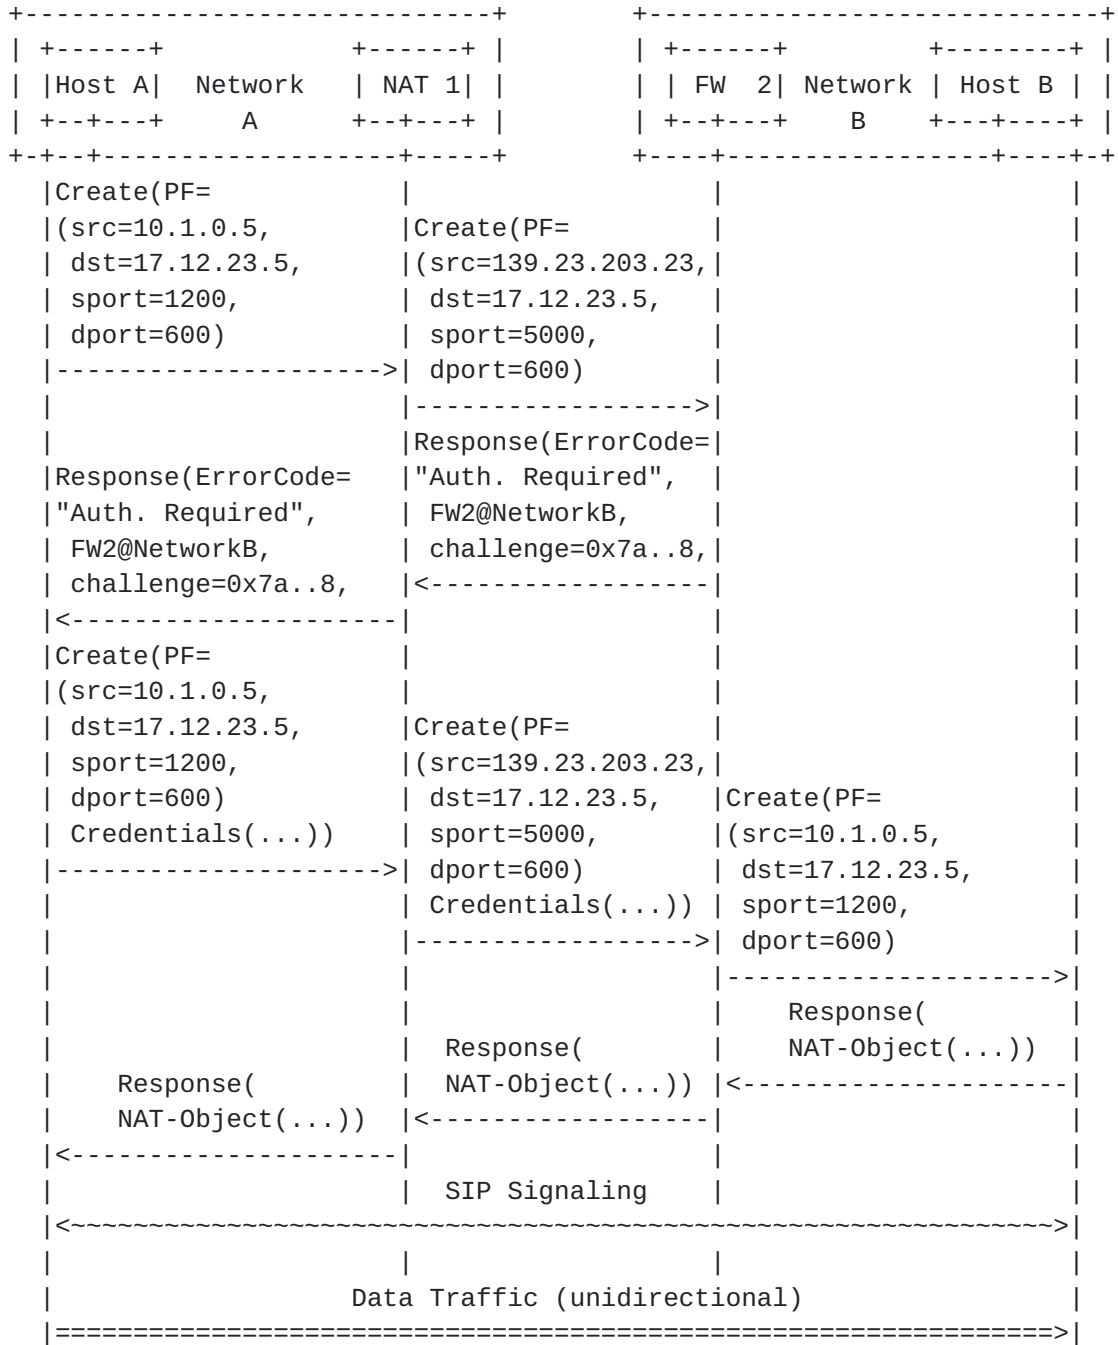 +------------------------------+        +-----------------------------+
| +------+            +------+ |        | +------+         +--------+ |
| |Host A|  Network   | NAT 1| |        | | FW  2| Network | Host B | |
| +--+---+     A      +--+---+ |        | +--+---+    B    +---+----+ |
+-+--+-------------------+-----+        +----+-----------------+----+-+
  |Create(PF=            |                   |                      |
  |(src=10.1.0.5,        |Create(PF=         |                      |
  | dst=17.12.23.5,      |(src=139.23.203.23,|                      |
  | sport=1200,          | dst=17.12.23.5,   |                      |
  | dport=600)           | sport=5000,       |                      |
  |--------------------->| dport=600)        |                      |
  |                      |------------------>|                      |
  |                      |Response(ErrorCode=|                      |
  |Response(ErrorCode=   |"Auth. Required",  |                      |
  |"Auth. Required",     | FW2@NetworkB,     |                      |
  | FW2@NetworkB,        | challenge=0x7a..8,|                      |
  | challenge=0x7a..8,   |<------------------|                      |
  |<---------------------|                   |                      |
  |Create(PF=            |                   |                      |
  |(src=10.1.0.5,        |                   |                      |
  | dst=17.12.23.5,      |Create(PF=         |                      |
  | sport=1200,          |(src=139.23.203.23,|                      |
  | dport=600)           | dst=17.12.23.5,   |Create(PF=            |
  | Credentials(...))    | sport=5000,       |(src=10.1.0.5,        |
  |--------------------->| dport=600)        | dst=17.12.23.5,      |
  |                      | Credentials(...)) | sport=1200,          |
  |                      |------------------>| dport=600)           |
  |                      |                   |--------------------->|
  |                      |                   |    Response(         |
  |                      |  Response(        |    NAT-Object(...))  |
  |    Response(         |  NAT-Object(...)) |<---------------------|
  |    NAT-Object(...))  |<------------------|                      |
  |<---------------------|                   |                      |
  |                      |  SIP Signaling    |                      |
  |<~~~~~~~~~~~~~~~~~~~~~~~~~~~~~~~~~~~~~~~~~~~~~~~~~~~~~~~~~~~~~~~>|
  |                      |                   |                      |
  |                   Data Traffic (unidirectional)                 |
  |================================================================>|